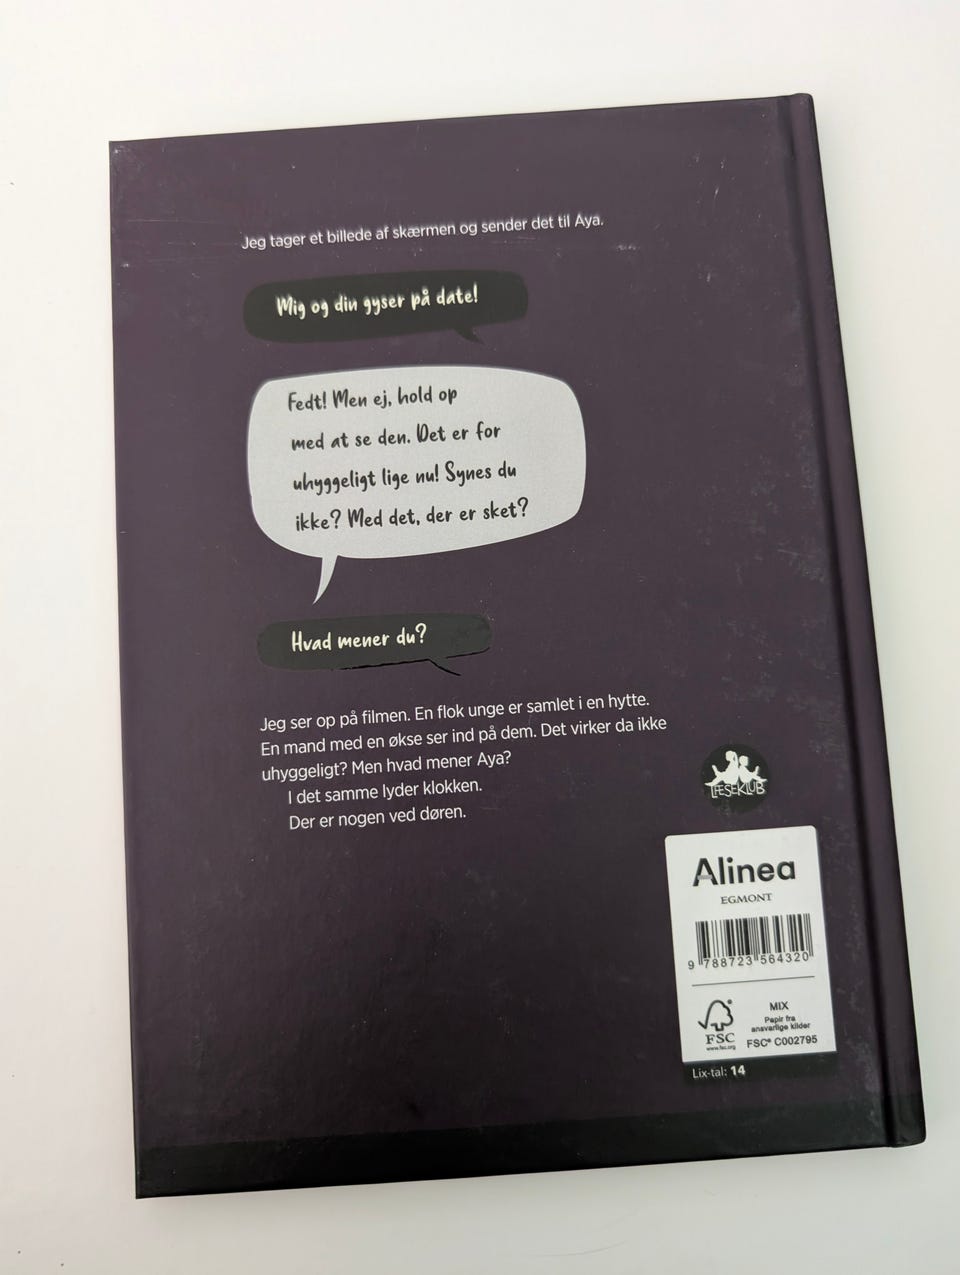 Jeg tager et billede af skærmen og sender det til Aya.
Mig og din gyser på date!
Fedt! Men ej, hold op
med at se den. Det er for
uhyggeligt lige nu! Synes du
ikke? Med det, der er sket?
Hvad mener du?
Jeg ser op på filmen. En flok unge er samlet i en hytte.
En mand med en økse ser ind på dem. Det virker da ikke
uhyggeligt? Men hvad mener Aya?
I det samme lyder klokken.
Der er nogen ved døren.
LÆSEKLUB
Alinea
EGMONT
9 788723 564320
FSC
www.fsc.org
MIX
Papir fra
ansvarlige kilder
FSC® C002795
Lix-tal: 14